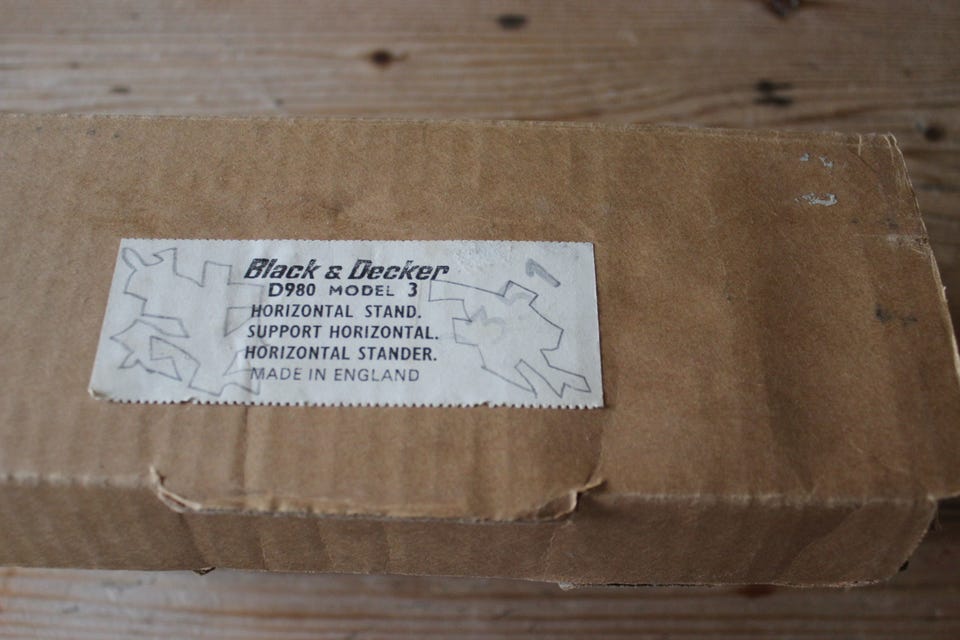 Black & Decker
D980 MODEL 3
HORIZONTAL STAND.
SUPPORT HORIZONTAL.
HORIZONTAL STANDER.
MADE IN ENGLAND